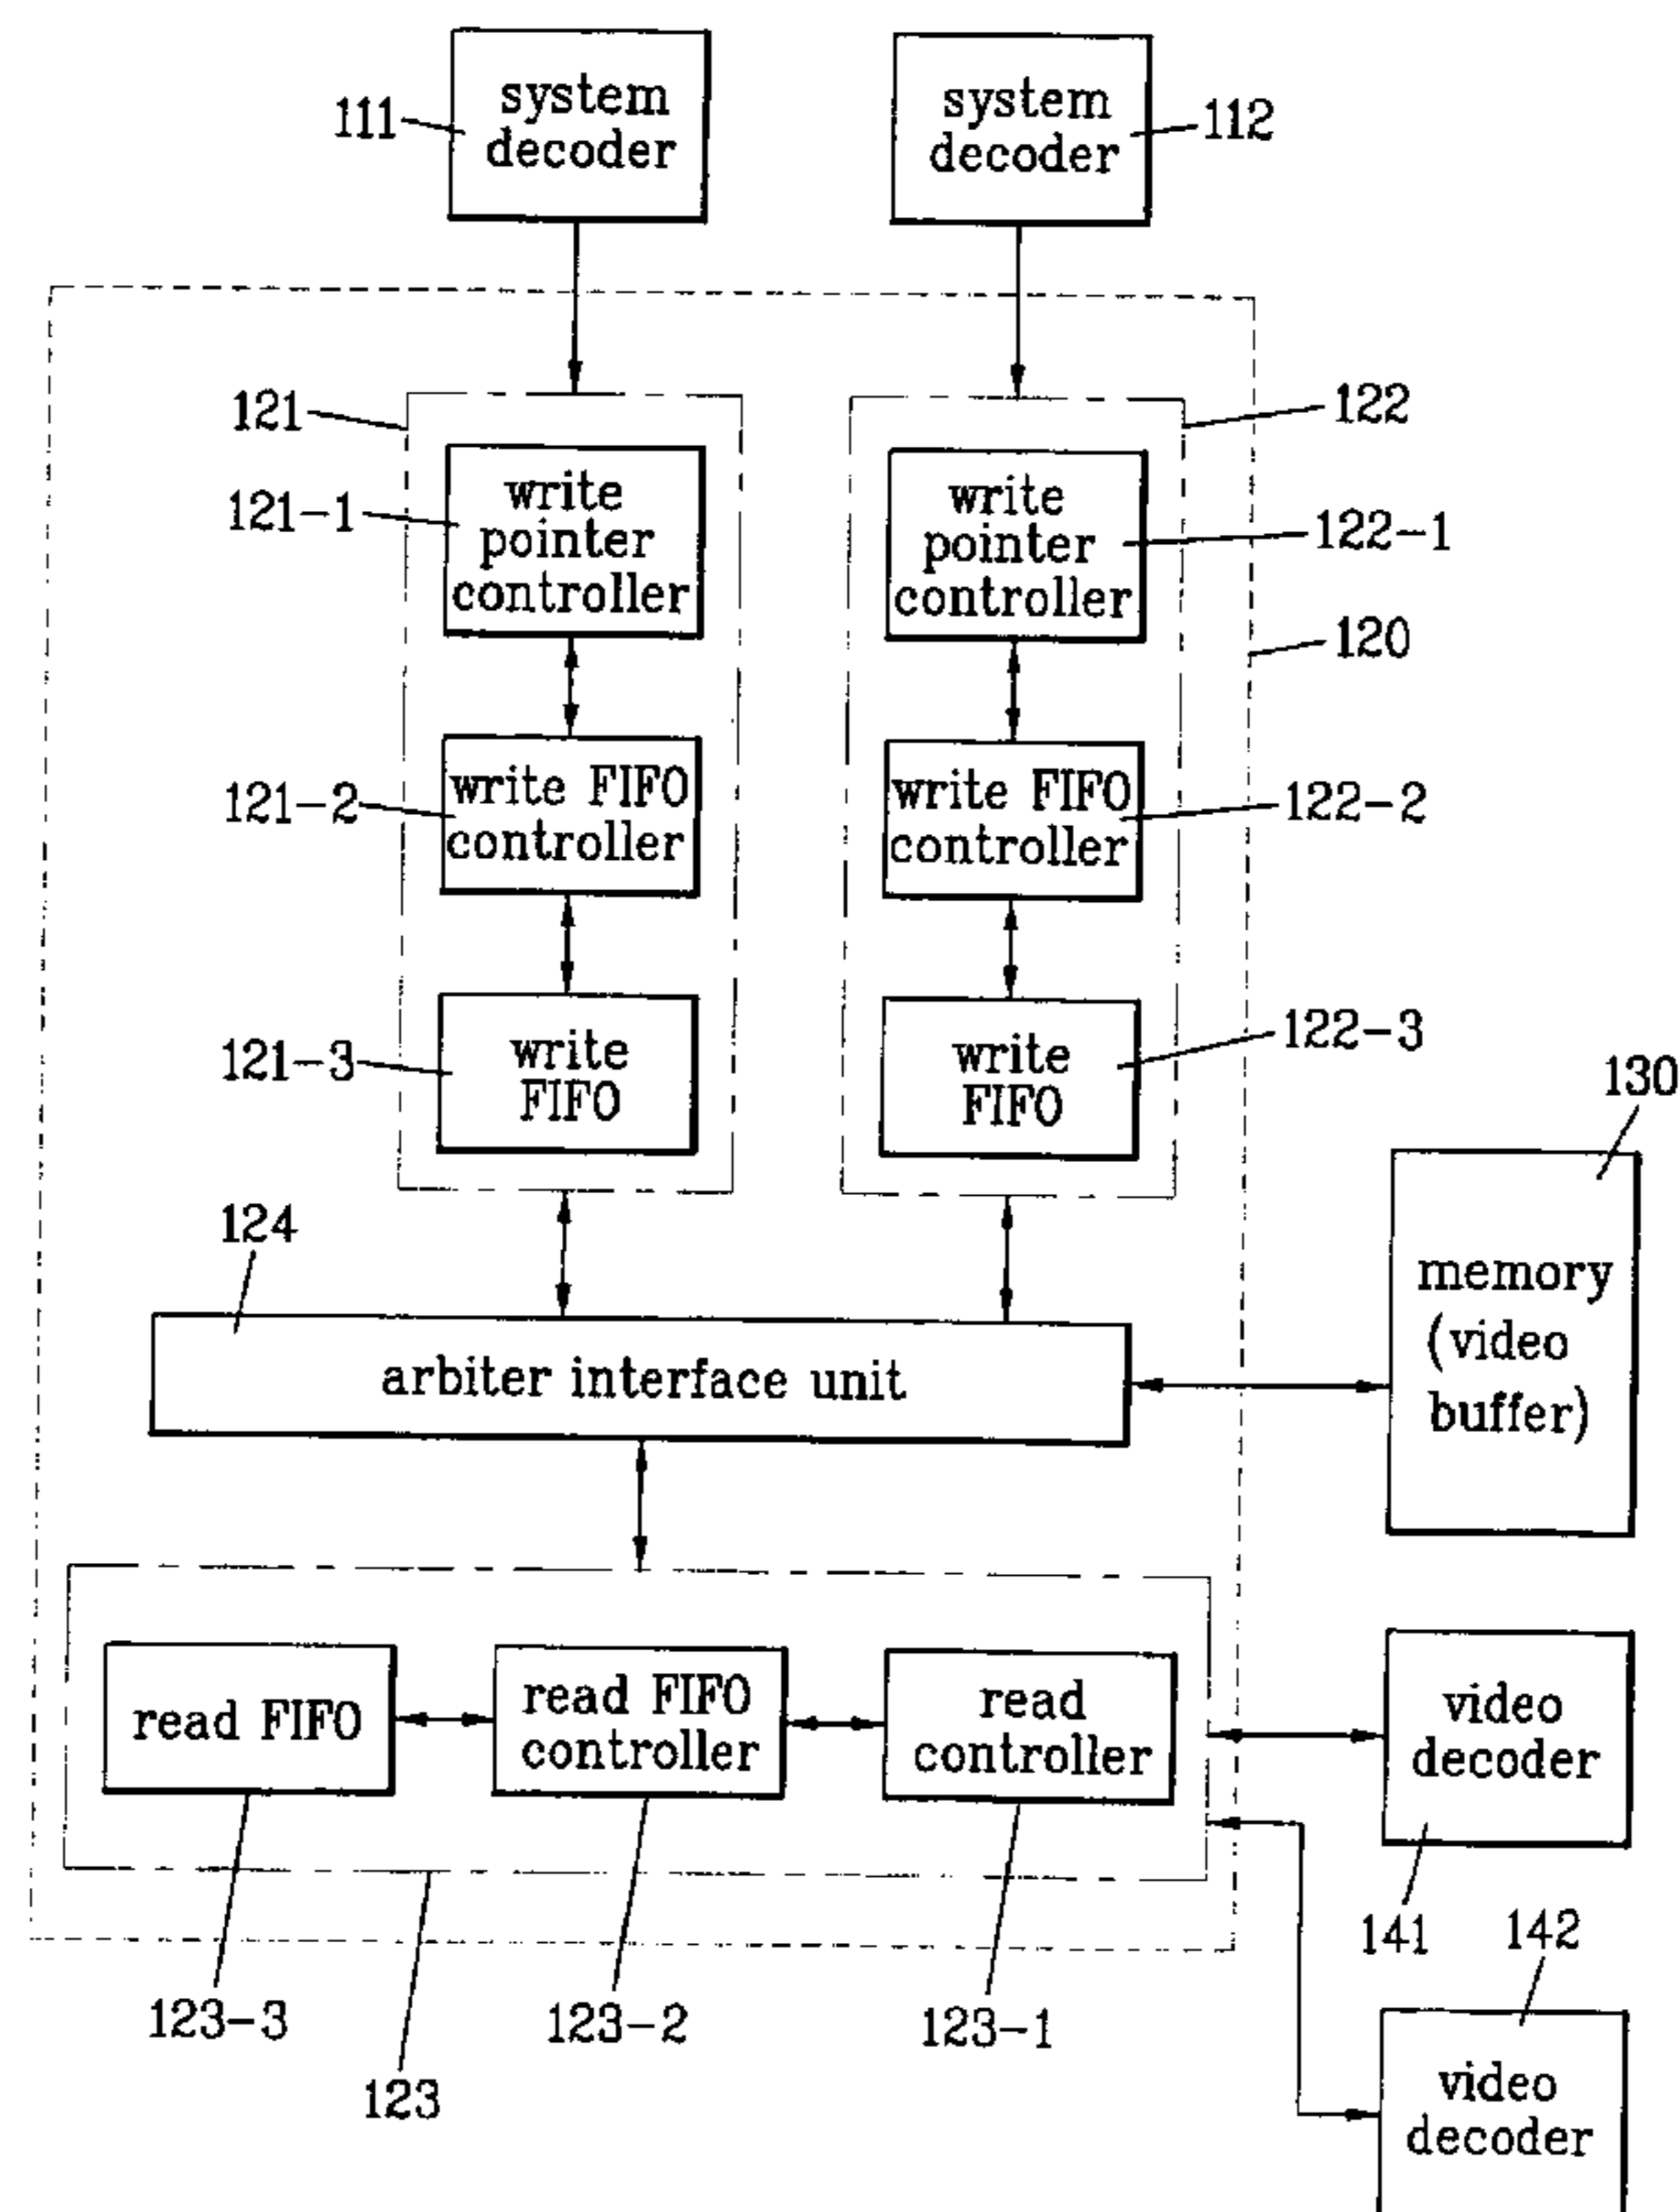 system
decoder
111
system
decoder
112
121
122
write
pointer
controller
121-1
write
pointer
controller
122-1
120
write FIFO
controller
121-2
write FIFO
controller
122-2
write
FIFO
121-3
write
FIFO
122-3
130
memory
(video
buffer)
124
arbiter interface unit
read FIFO
read FIFO
controller
read
controller
video
decoder
141
142
123-3
123-2
123-1
123
video
decoder